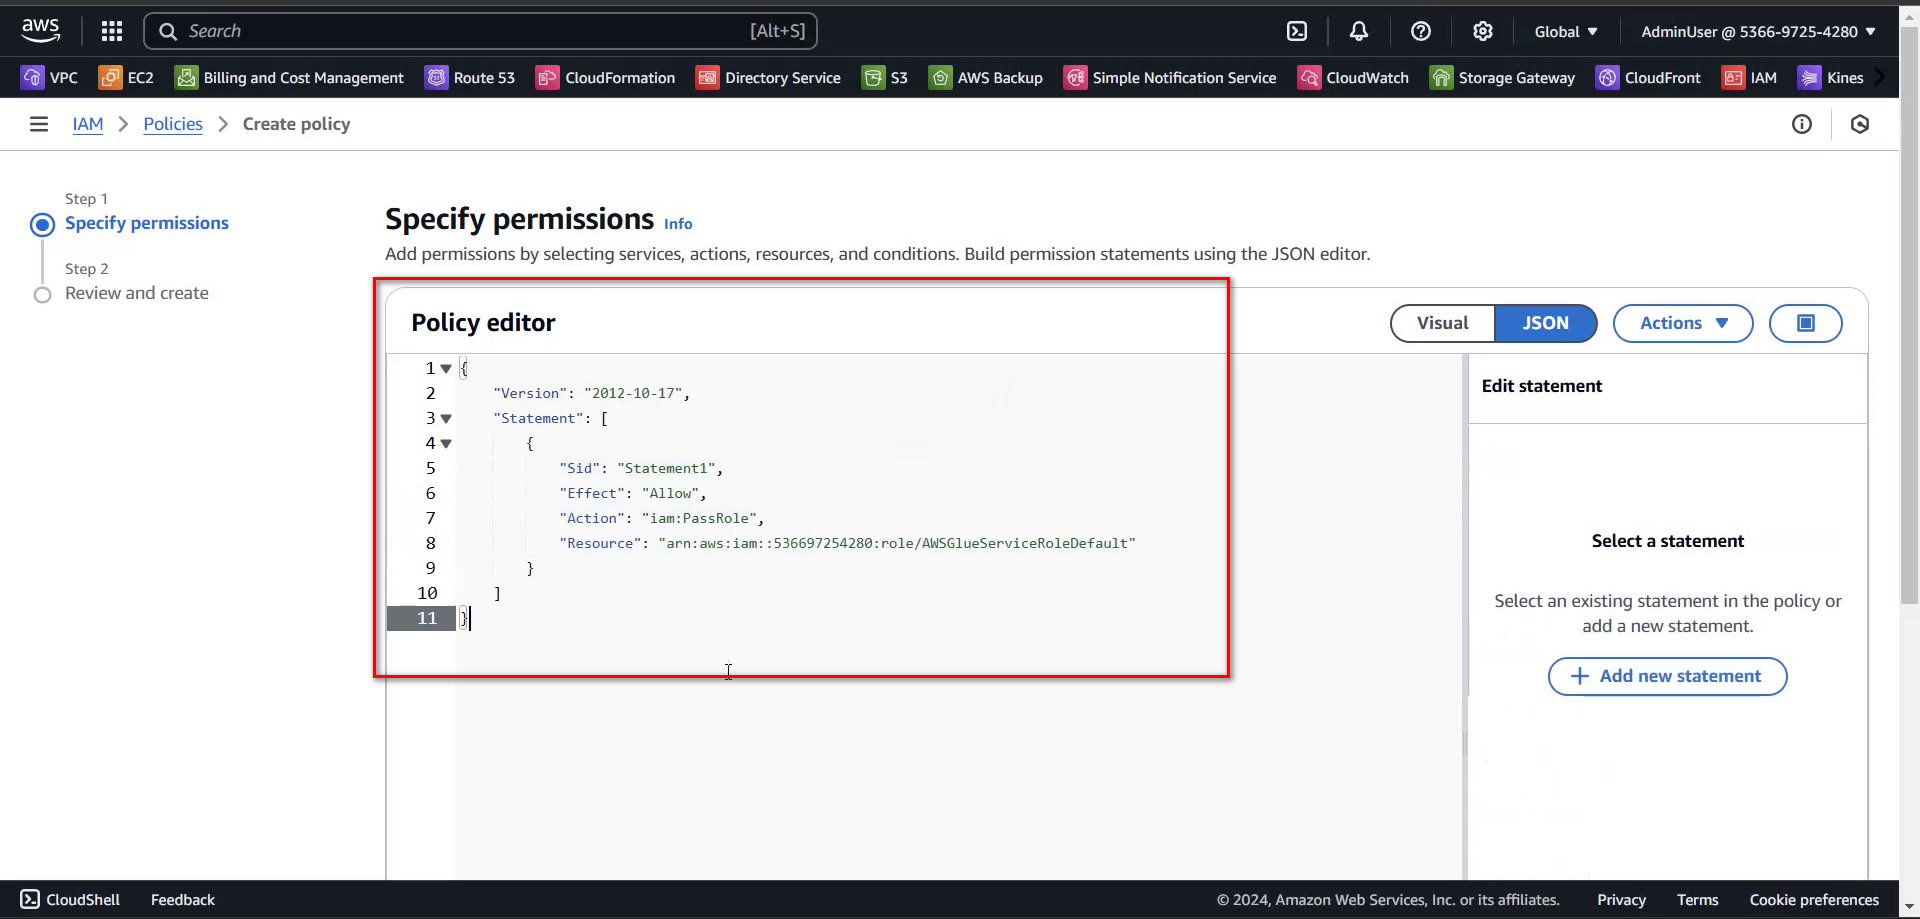 aws
Search [Alt+S]
Global
AdminUser @ 5366-9725-4280
VPC EC2 Billing and Cost Management Route 53 CloudFormation Directory Service S3 AWS Backup Simple Notification Service CloudWatch Storage Gateway CloudFront IAM Kines
IAM > Policies > Create policy
Step 1
Specify permissions
Step 2
Review and create
Specify permissions Info
Add permissions by selecting services, actions, resources, and conditions. Build permission statements using the JSON editor.
Policy editor
Visual JSON Actions
1 {
2 "Version": "2012-10-17",
3 "Statement": [
4 {
5 "Sid": "Statement1",
6 "Effect": "Allow",
7 "Action": "iam:PassRole",
8 "Resource": "arn:aws:iam::536697254280:role/AWSGlueServiceRoleDefault"
9 }
10 ]
11 }
Edit statement
Select a statement
Select an existing statement in the policy or
add a new statement.
+ Add new statement
CloudShell Feedback
© 2024, Amazon Web Services, Inc. or its affiliates. Privacy Terms Cookie preferences